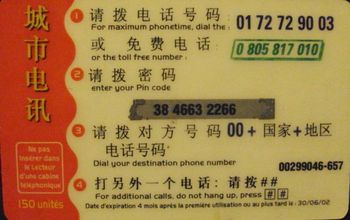 城市电讯
1 请拨电话号码: 01 72 72 90 03
For maximum phonetime, dial the:
或 免费电话: 0 805 817 010
or the toll free number:
2 请拨密码
enter your Pin code
38 4663 2266
3 请拨对方号码 00+国家+地区
电话号码
Dial your destination phone number
00299046-657
4 打另外一个电话: 请按##
For additional calls, do not hang up, press # #
Date d'expiration 4 mois après la première utilisation ou au plus tard le: 30/06/02
Ne pas
insérer dans
le Lecteur
d'une cabine
téléphonique
150 unités